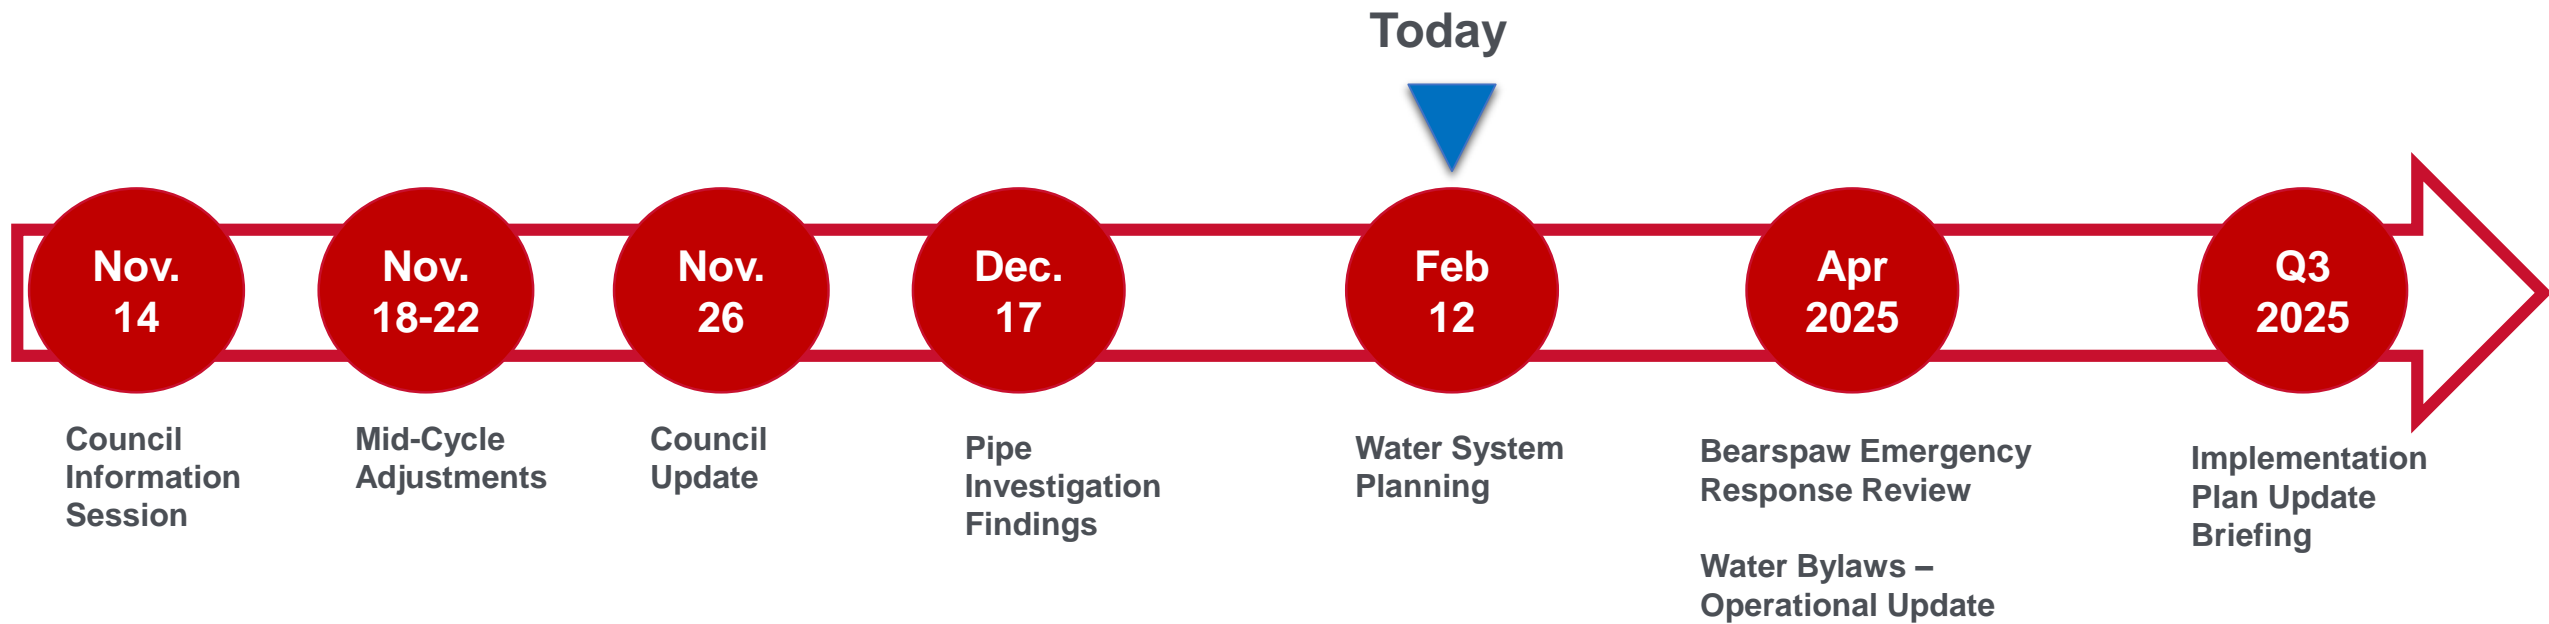 Today
Nov.
14
Nov.
18-22
Nov.
26
Dec.
17
Feb
12
Apr
2025
Q3
2025
Council
Information
Session
Mid-Cycle
Adjustments
Council
Update
Pipe
Investigation
Findings
Water System
Planning
Bearspaw Emergency
Response Review
Water Bylaws –
Operational Update
Implementation
Plan Update
Briefing